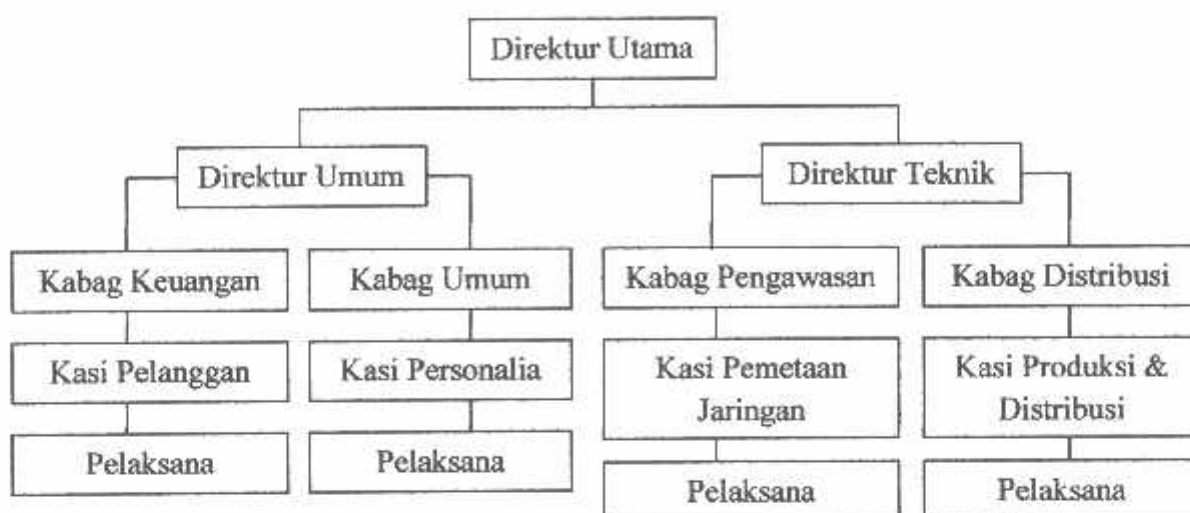 Direktur Utama
Direktur Umum
Direktur Teknik
Kabag Keuangan
Kabag Umum
Kabag Pengawasan
Kabag Distribusi
Kasi Pelanggan
Kasi Personalia
Kasi Pemetaan
Jaringan
Kasi Produksi &
Distribusi
Pelaksana
Pelaksana
Pelaksana
Pelaksana